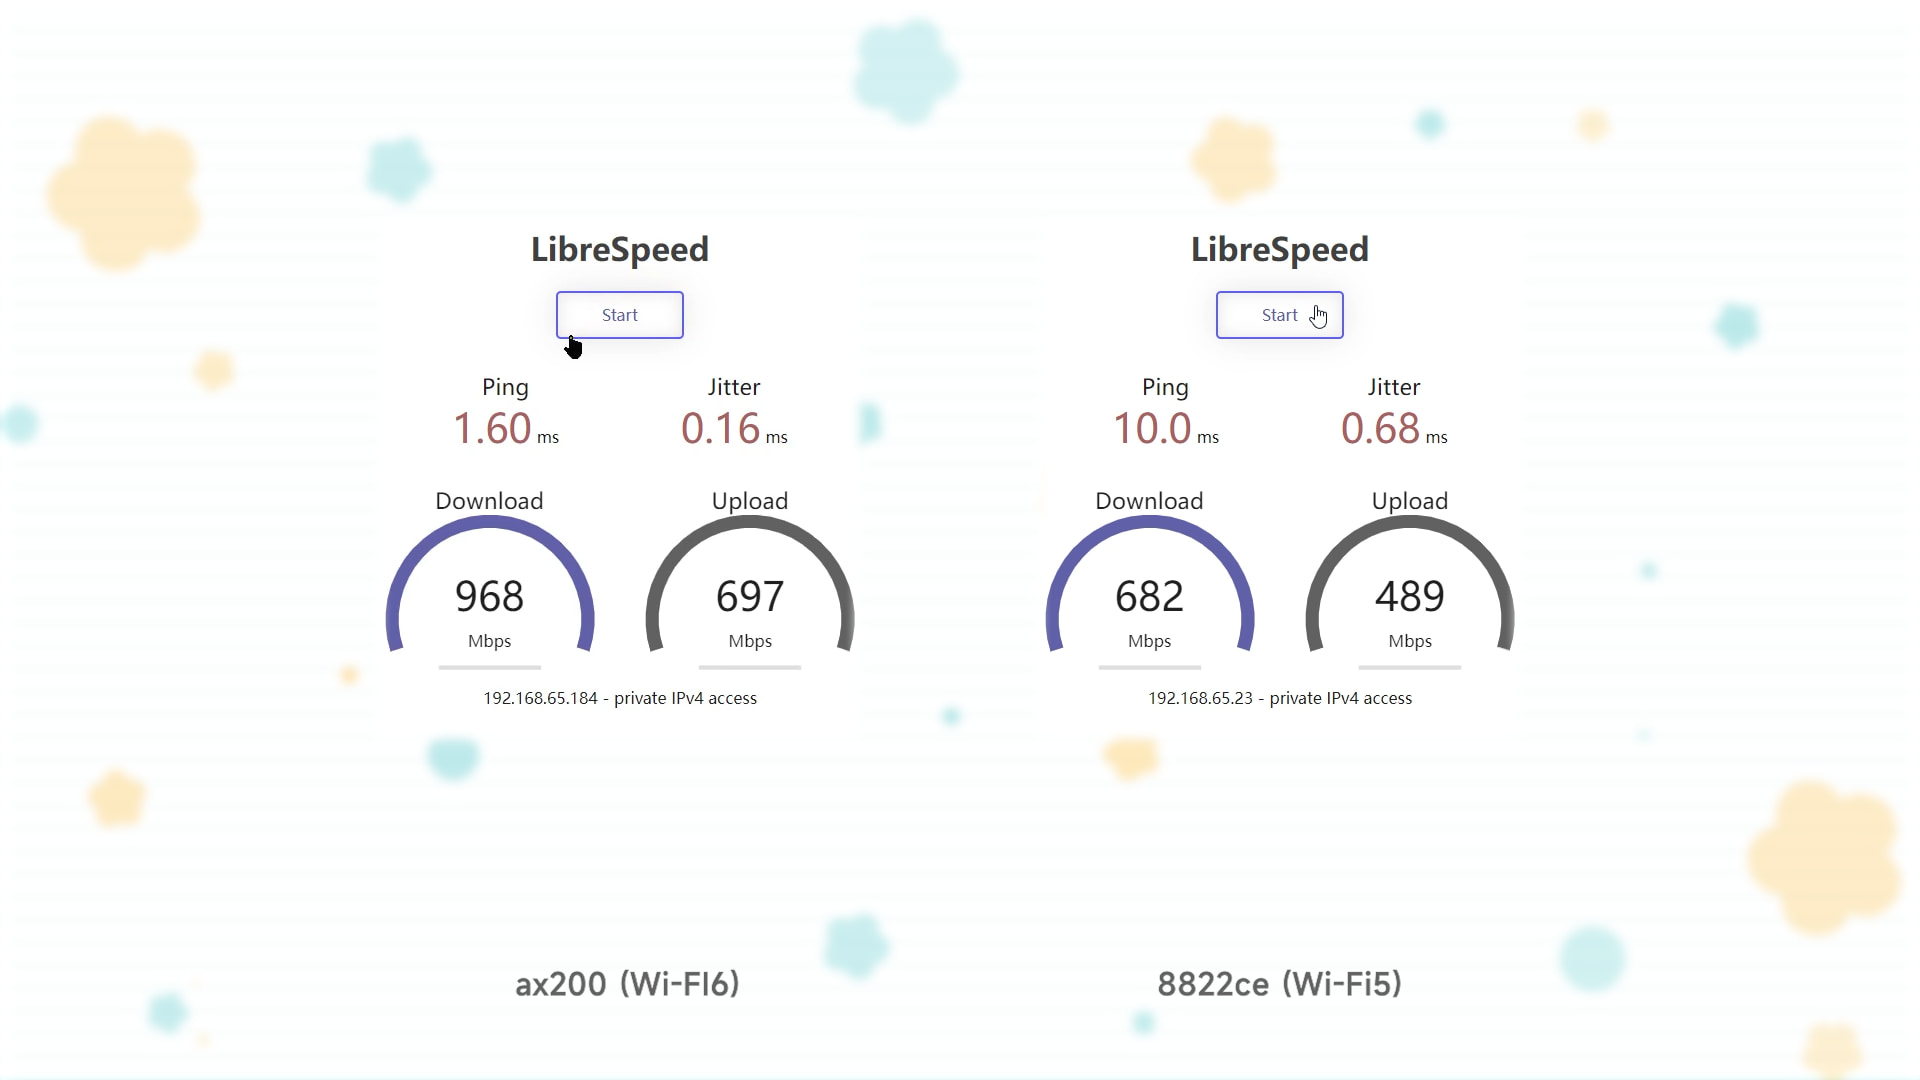 LibreSpeed
Start
Ping Jitter
1.60 ms 0.16 ms
Download Upload
968 697
Mbps Mbps
192.168.65.184 - private IPv4 access
ax200 (Wi-FI6)
LibreSpeed
Start
Ping Jitter
10.0 ms 0.68 ms
Download Upload
682 489
Mbps Mbps
192.168.65.23 - private IPv4 access
8822ce (Wi-Fi5)